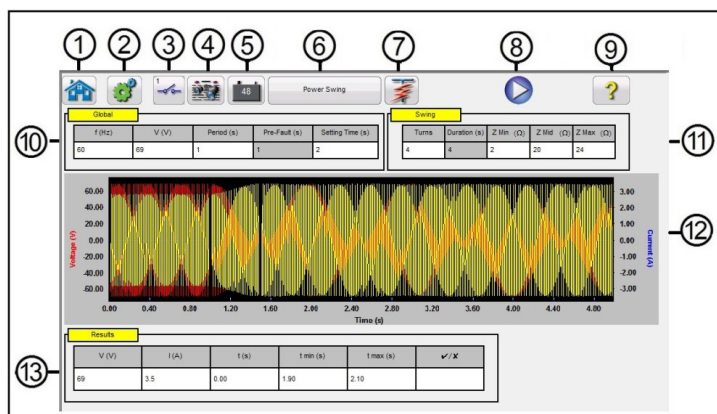 1 2 3 4 5 6 7 8 9
1
48
Power Swing
?
10
Global
f (Hz) V (V) Period (s) Pre-Fault (s) Setting Time (s)
60 69 1 1 2
Swing
Turns Duration (s) Z Min (Ω) Z Mid (Ω) Z Max (Ω)
4 4 2 20 24
11
60.00
40.00
20.00
0.00
-20.00
-40.00
-60.00
Voltage (V)
3.00
2.00
1.00
0.00
-1.00
-2.00
-3.00
Current (A)
12
0.00 0.40 0.80 1.20 1.60 2.00 2.40 2.80 3.20 3.60 4.00 4.40 4.80
Time (s)
13
Results
V (V) I (A) t (s) t min (s) t max (s) ✔/✘
69 3.5 0.00 1.90 2.10